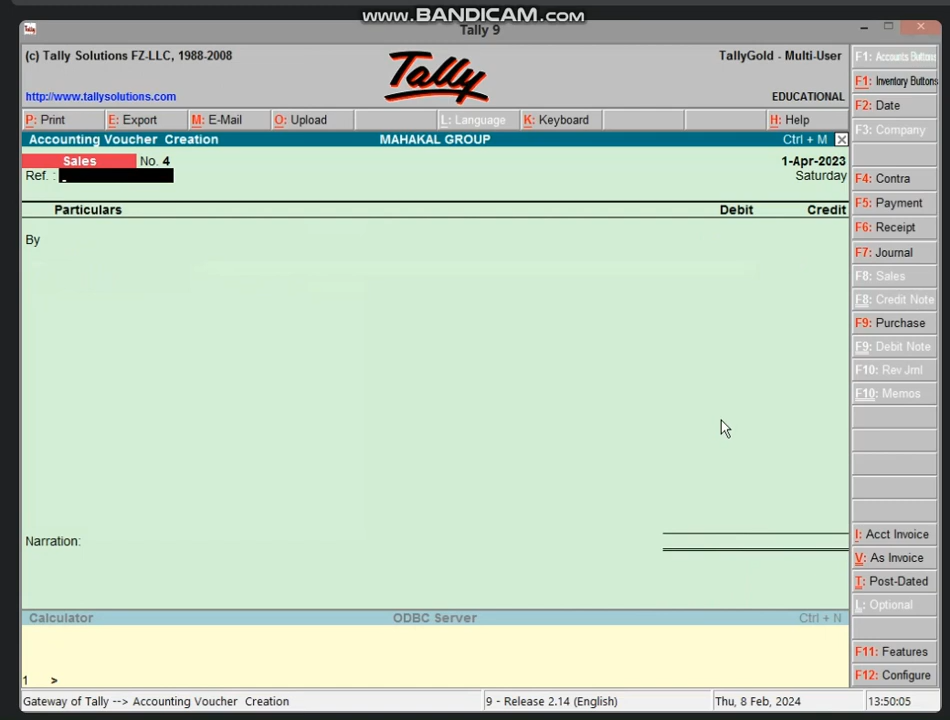 www.BANDICAM.com
Tally
Tally 9
(c) Tally Solutions FZ-LLC, 1988-2008
Tally
TallyGold - Multi-User
http://www.tallysolutions.com
EDUCATIONAL
P: Print E: Export M: E-Mail O: Upload L: Language K: Keyboard H: Help
Accounting Voucher Creation MAHAKAL GROUP Ctrl + M
Sales No. 4 1-Apr-2023
Ref. : Saturday
Particulars Debit Credit
By
Narration:
Calculator ODBC Server Ctrl + N
1 >
Gateway of Tally --> Accounting Voucher Creation 9 - Release 2.14 (English) Thu, 8 Feb, 2024 13:50:05
F1: Accounts Buttons
F1: Inventory Buttons
F2: Date
F3: Company
F4: Contra
F5: Payment
F6: Receipt
F7: Journal
F8: Sales
F8: Credit Note
F9: Purchase
F9: Debit Note
F10: Rev Jrnl
F10: Memos
I: Acct Invoice
V: As Invoice
T: Post-Dated
L: Optional
F11: Features
F12: Configure